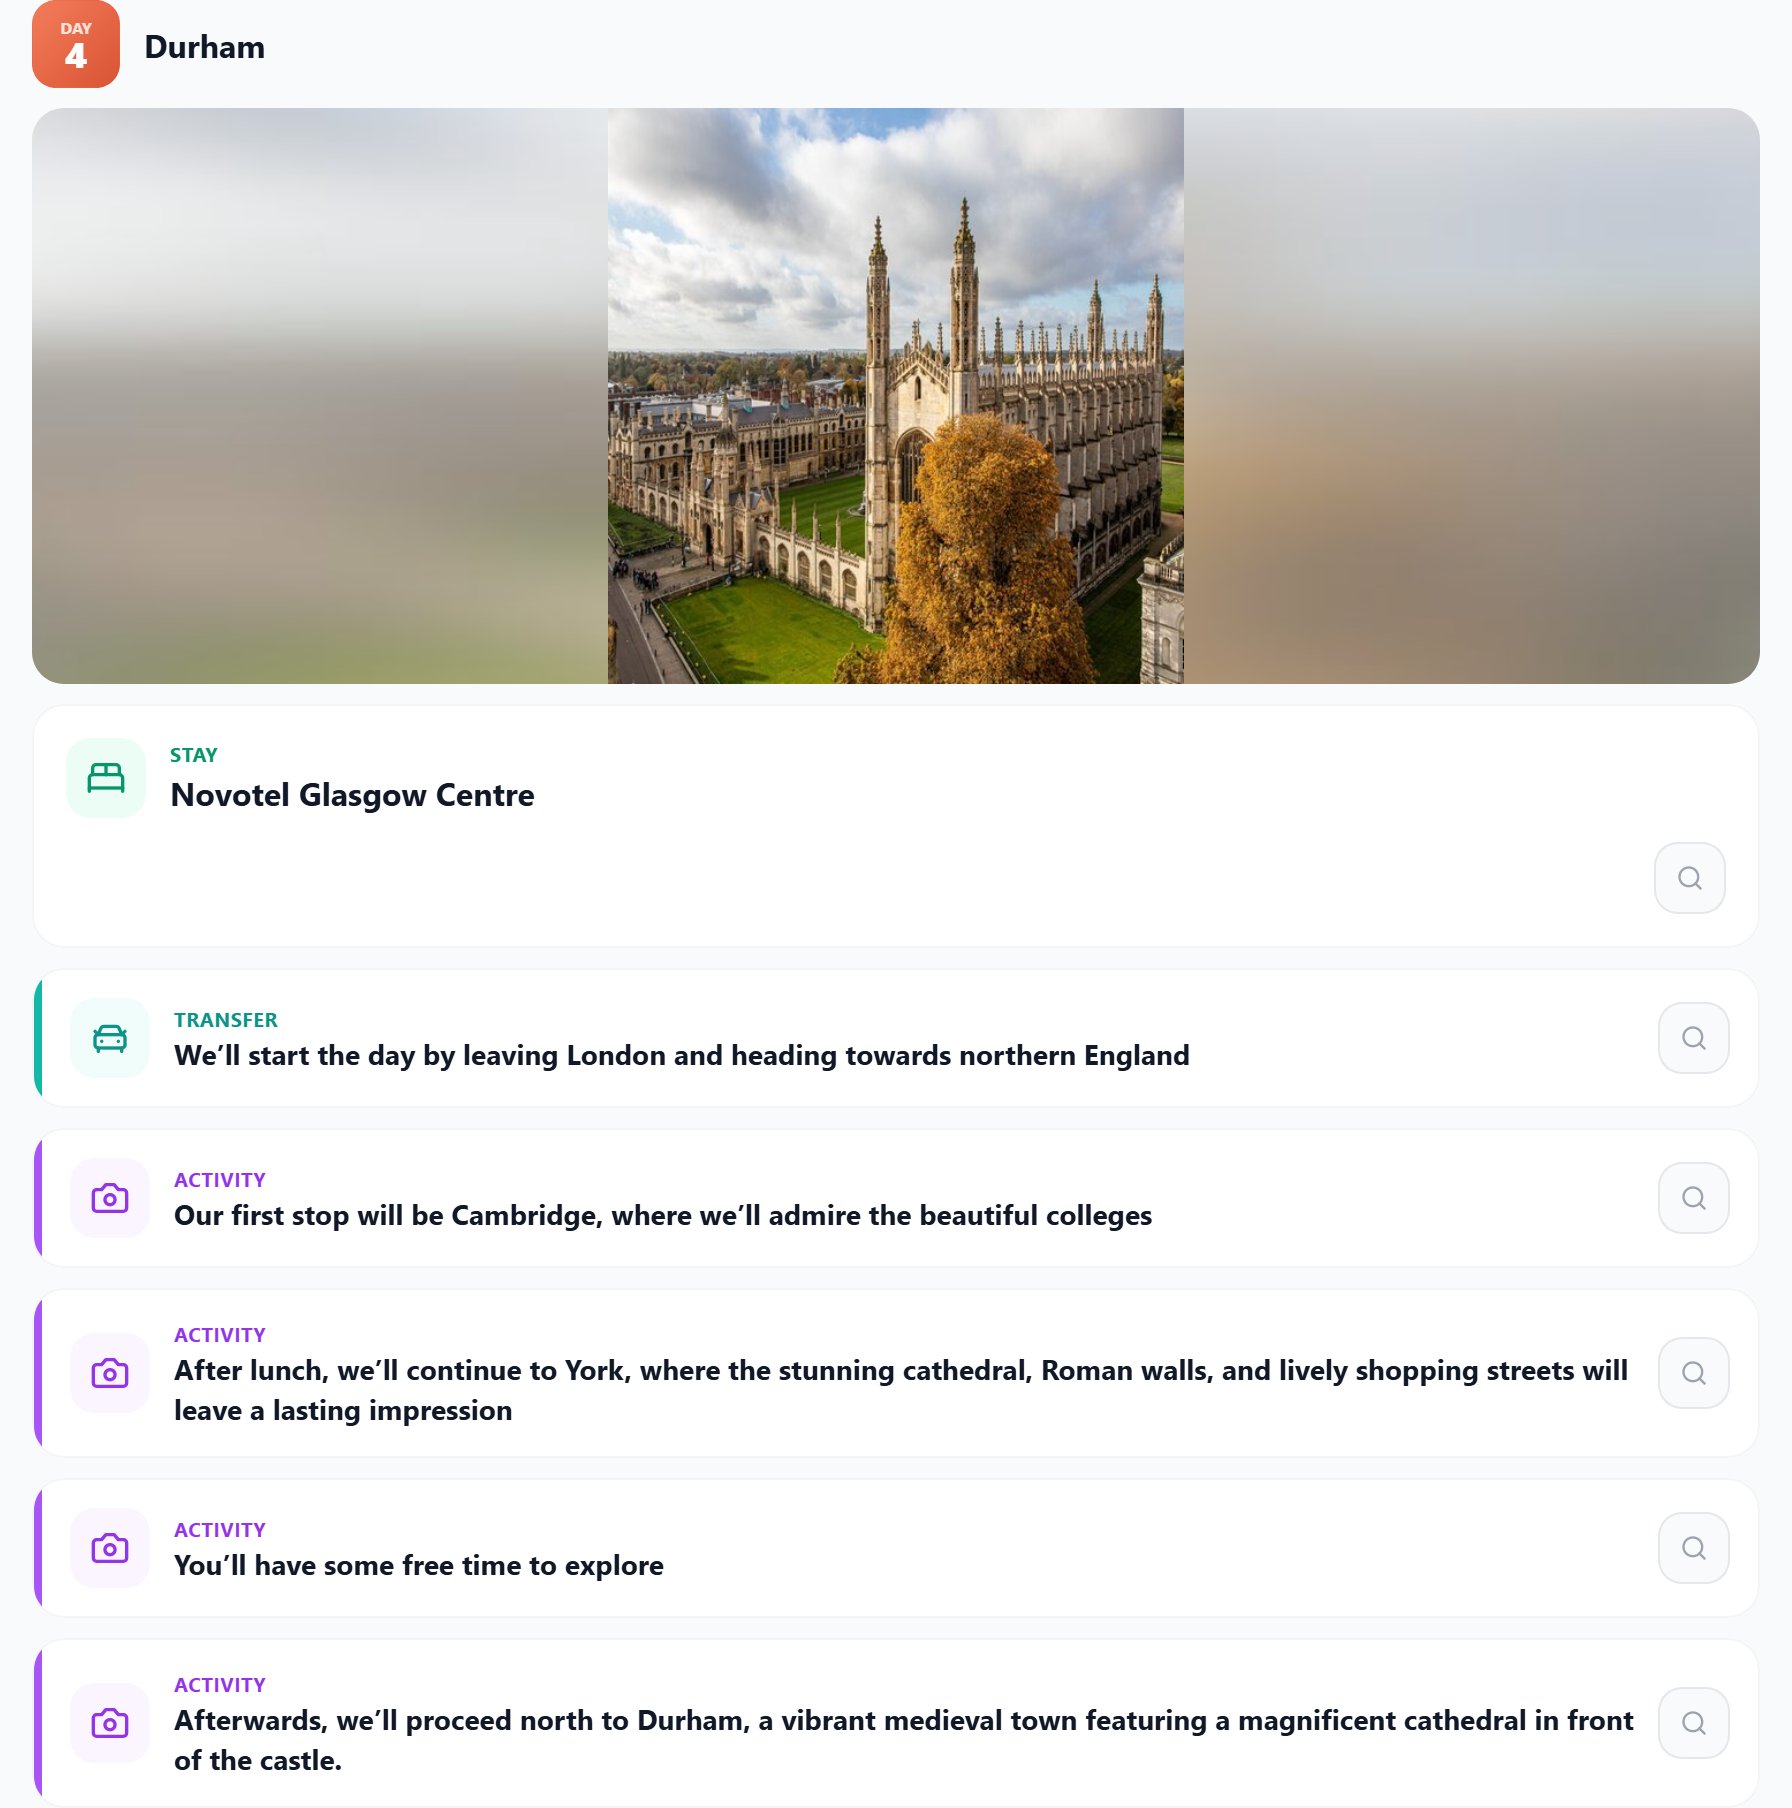 DAY
4
Durham
STAY
Novotel Glasgow Centre
TRANSFER
We’ll start the day by leaving London and heading towards northern England
ACTIVITY
Our first stop will be Cambridge, where we’ll admire the beautiful colleges
ACTIVITY
After lunch, we’ll continue to York, where the stunning cathedral, Roman walls, and lively shopping streets will
leave a lasting impression
ACTIVITY
You’ll have some free time to explore
ACTIVITY
Afterwards, we’ll proceed north to Durham, a vibrant medieval town featuring a magnificent cathedral in front
of the castle.